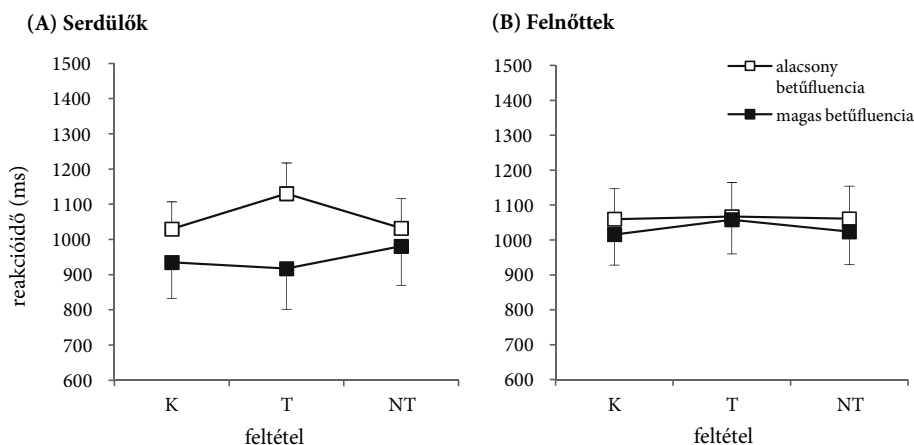 (A) Serdülők
1500
1400
1300
1200
1100
1000
900
800
700
600
reakcióidő (ms)
K T NT
feltétel
(B) Felnőttek
alacsony
betűfluencia
magas betűfluencia
1500
1400
1300
1200
1100
1000
900
800
700
600
K T NT
feltétel